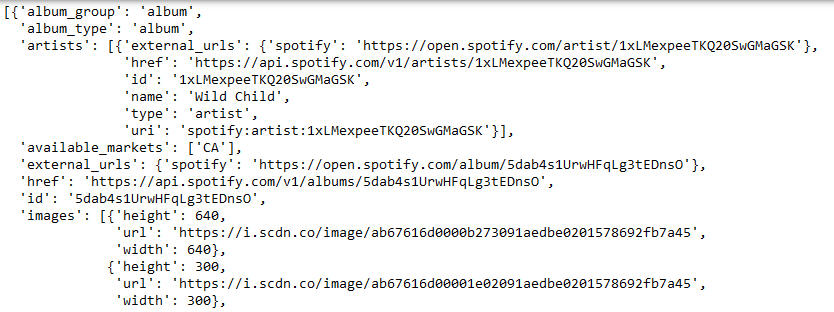 [{'album_group': 'album',
'album_type': 'album',
'artists': [{'external_urls': {'spotify': 'https://open.spotify.com/artist/1xLMexpeeTKQ20SwGMaGSK'},
'href': 'https://api.spotify.com/v1/artists/1xLMexpeeTKQ20SwGMaGSK',
'id': '1xLMexpeeTKQ20SwGMaGSK',
'name': 'Wild Child',
'type': 'artist',
'uri': 'spotify:artist:1xLMexpeeTKQ20SwGMaGSK'}],
'available_markets': ['CA'],
'external_urls': {'spotify': 'https://open.spotify.com/album/5dab4s1UrwHFqLg3tEDnsO'},
'href': 'https://api.spotify.com/v1/albums/5dab4s1UrwHFqLg3tEDnsO',
'id': '5dab4s1UrwHFqLg3tEDnsO',
'images': [{'height': 640,
'url': 'https://i.scdn.co/image/ab67616d0000b273091aedbe0201578692fb7a45',
'width': 640},
{'height': 300,
'url': 'https://i.scdn.co/image/ab67616d00001e02091aedbe0201578692fb7a45',
'width': 300},